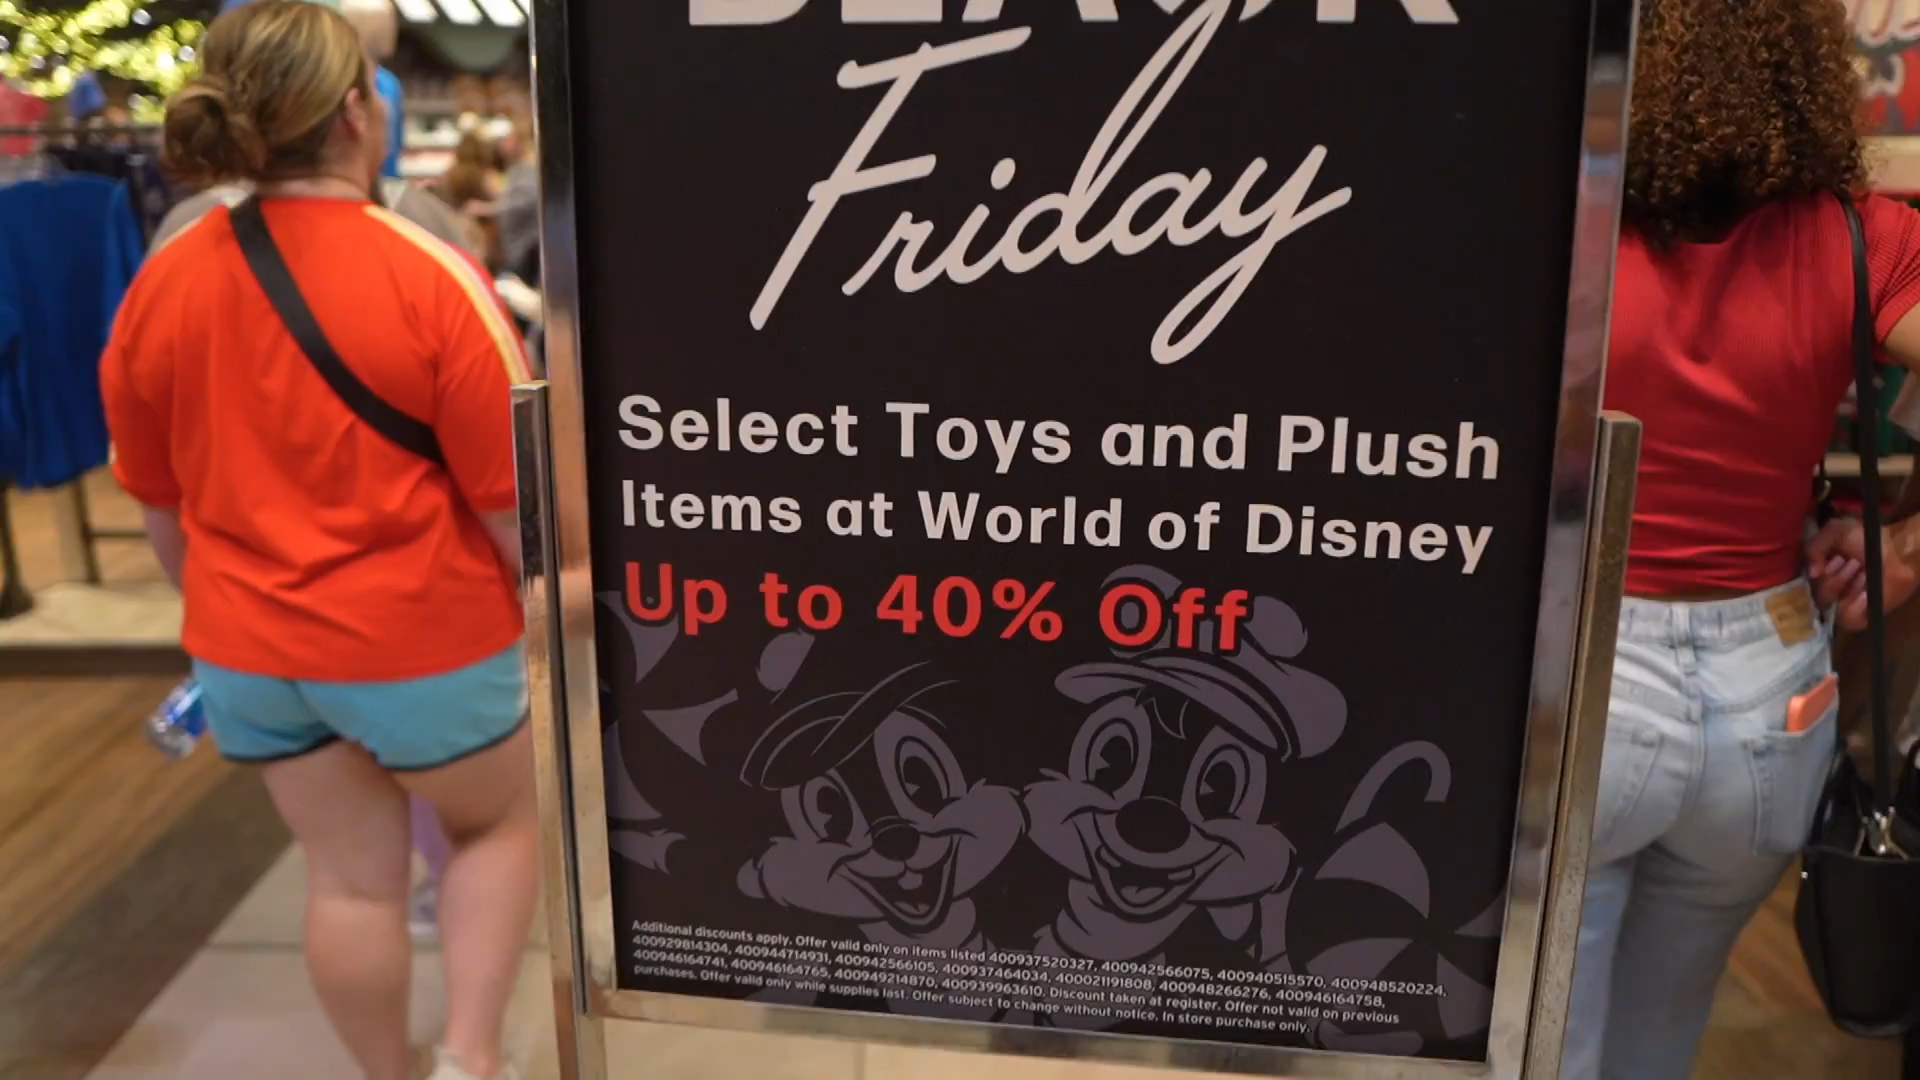 BLACK
Friday
Select Toys and Plush
Items at World of Disney
Up to 40% Off
Additional discounts apply. Offer valid only on items listed 400937520327, 400942566075, 400940515570, 400948520224,
400929814304, 400944714931, 400942566105, 400937464034, 400021191808, 400948266276, 400946164758,
400946164741, 400946164765, 400949214870, 400939963610. Discount taken at register. Offer not valid on previous
purchases. Offer valid only while supplies last. Offer subject to change without notice. In store purchase only.